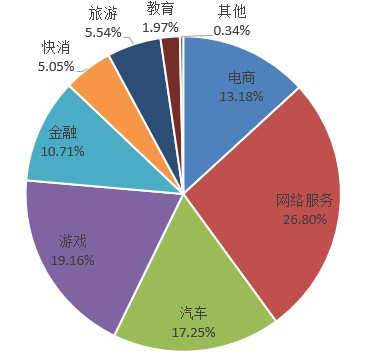 其他
0.34%
教育
1.97%
旅游
5.54%
快消
5.05%
电商
13.18%
金融
10.71%
网络服务
26.80%
游戏
19.16%
汽车
17.25%